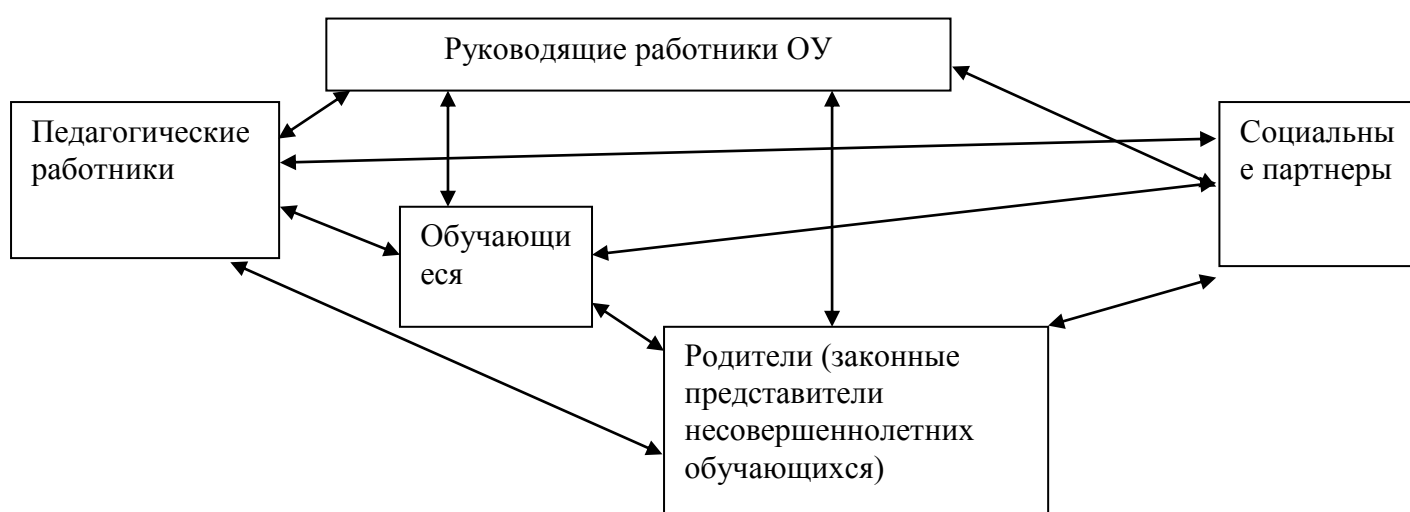 Руководящие работники ОУ
Педагогические
работники
Социальны
е партнеры
Обучающи
еся
Родители (законные
представители
несовершеннолетних
обучающихся)